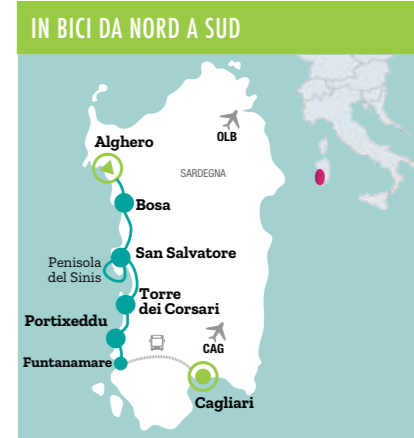 IN BICI DA NORD A SUD
OLB
Alghero
SARDEGNA
Bosa
San Salvatore
Penisola
del Sinis
Torre
dei Corsari
Portixeddu
CAG
Funtanamare
Cagliari